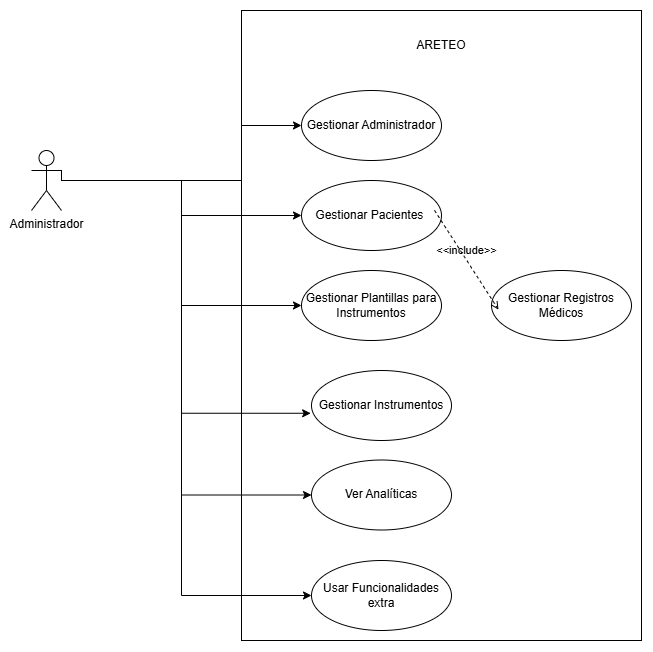 ARETEO
Gestionar Administrador
Administrador
Gestionar Pacientes
<<include>>
Gestionar Plantillas para
Instrumentos
Gestionar Registros
Médicos
Gestionar Instrumentos
Ver Analíticas
Usar Funcionalidades
extra